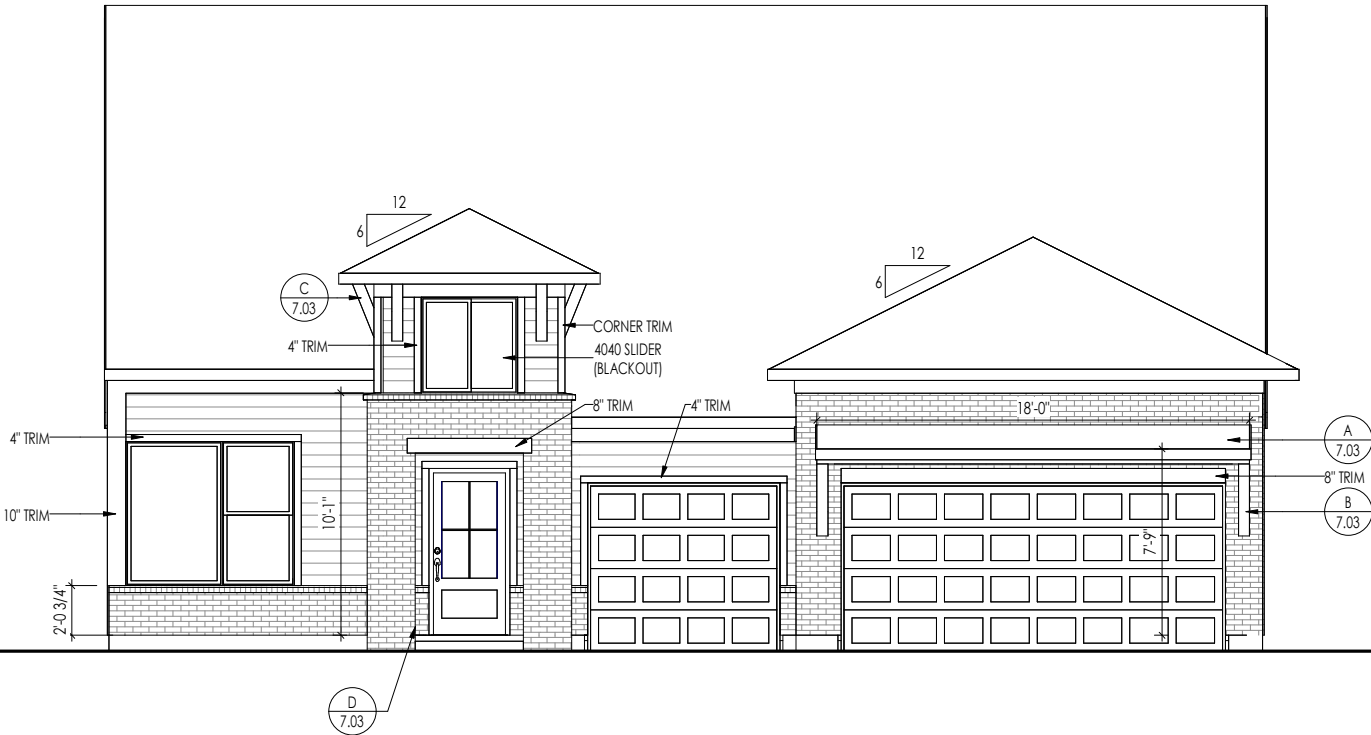 12
6
12
6
C
7.03
CORNER TRIM
4" TRIM
4040 SLIDER
(BLACKOUT)
8" TRIM
4" TRIM
18'-0"
4" TRIM
A
7.03
8" TRIM
10" TRIM
10'-1"
B
7.03
7'-9"
2'-0 3/4"
D
7.03